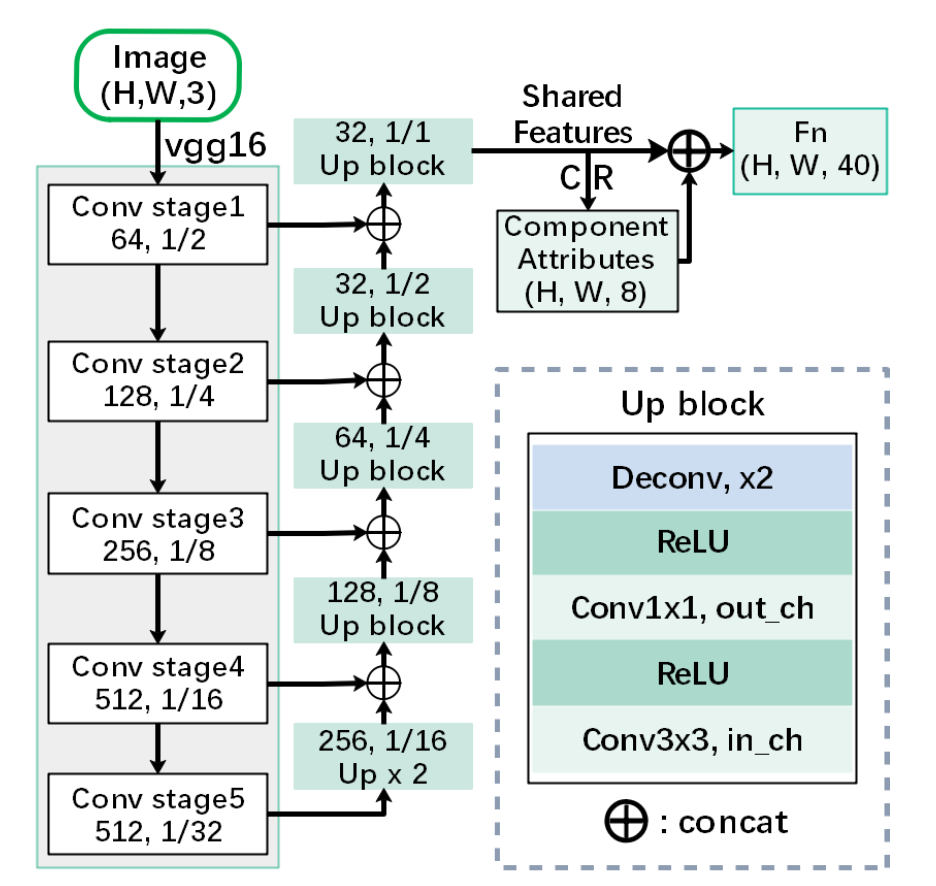 Image
(H,W,3)
vgg16
Conv stage1
64, 1/2
Conv stage2
128, 1/4
Conv stage3
256, 1/8
Conv stage4
512, 1/16
Conv stage5
512, 1/32
32, 1/1
Up block
32, 1/2
Up block
64, 1/4
Up block
128, 1/8
Up block
256, 1/16
Up x 2
Shared
Features
C R
Component
Attributes
(H, W, 8)
Fn
(H, W, 40)
Up block
Deconv, x2
ReLU
Conv1x1, out_ch
ReLU
Conv3x3, in_ch
: concat